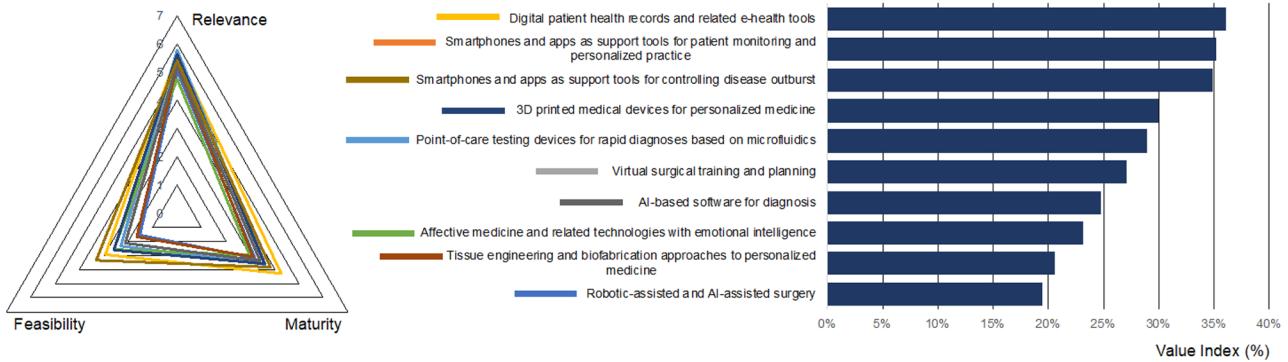 7
Relevance
6
5
4
3
2
1
0
Feasibility
Maturity
Digital patient health records and related e-health tools
Smartphones and apps as support tools for patient monitoring and
personalized practice
Smartphones and apps as support tools for controlling disease outburst
3D printed medical devices for personalized medicine
Point-of-care testing devices for rapid diagnoses based on microfluidics
Virtual surgical training and planning
AI-based software for diagnosis
Affective medicine and related technologies with emotional intelligence
Tissue engineering and biofabrication approaches to personalized
medicine
Robotic-assisted and AI-assisted surgery
0% 5% 10% 15% 20% 25% 30% 35% 40%
Value Index (%)